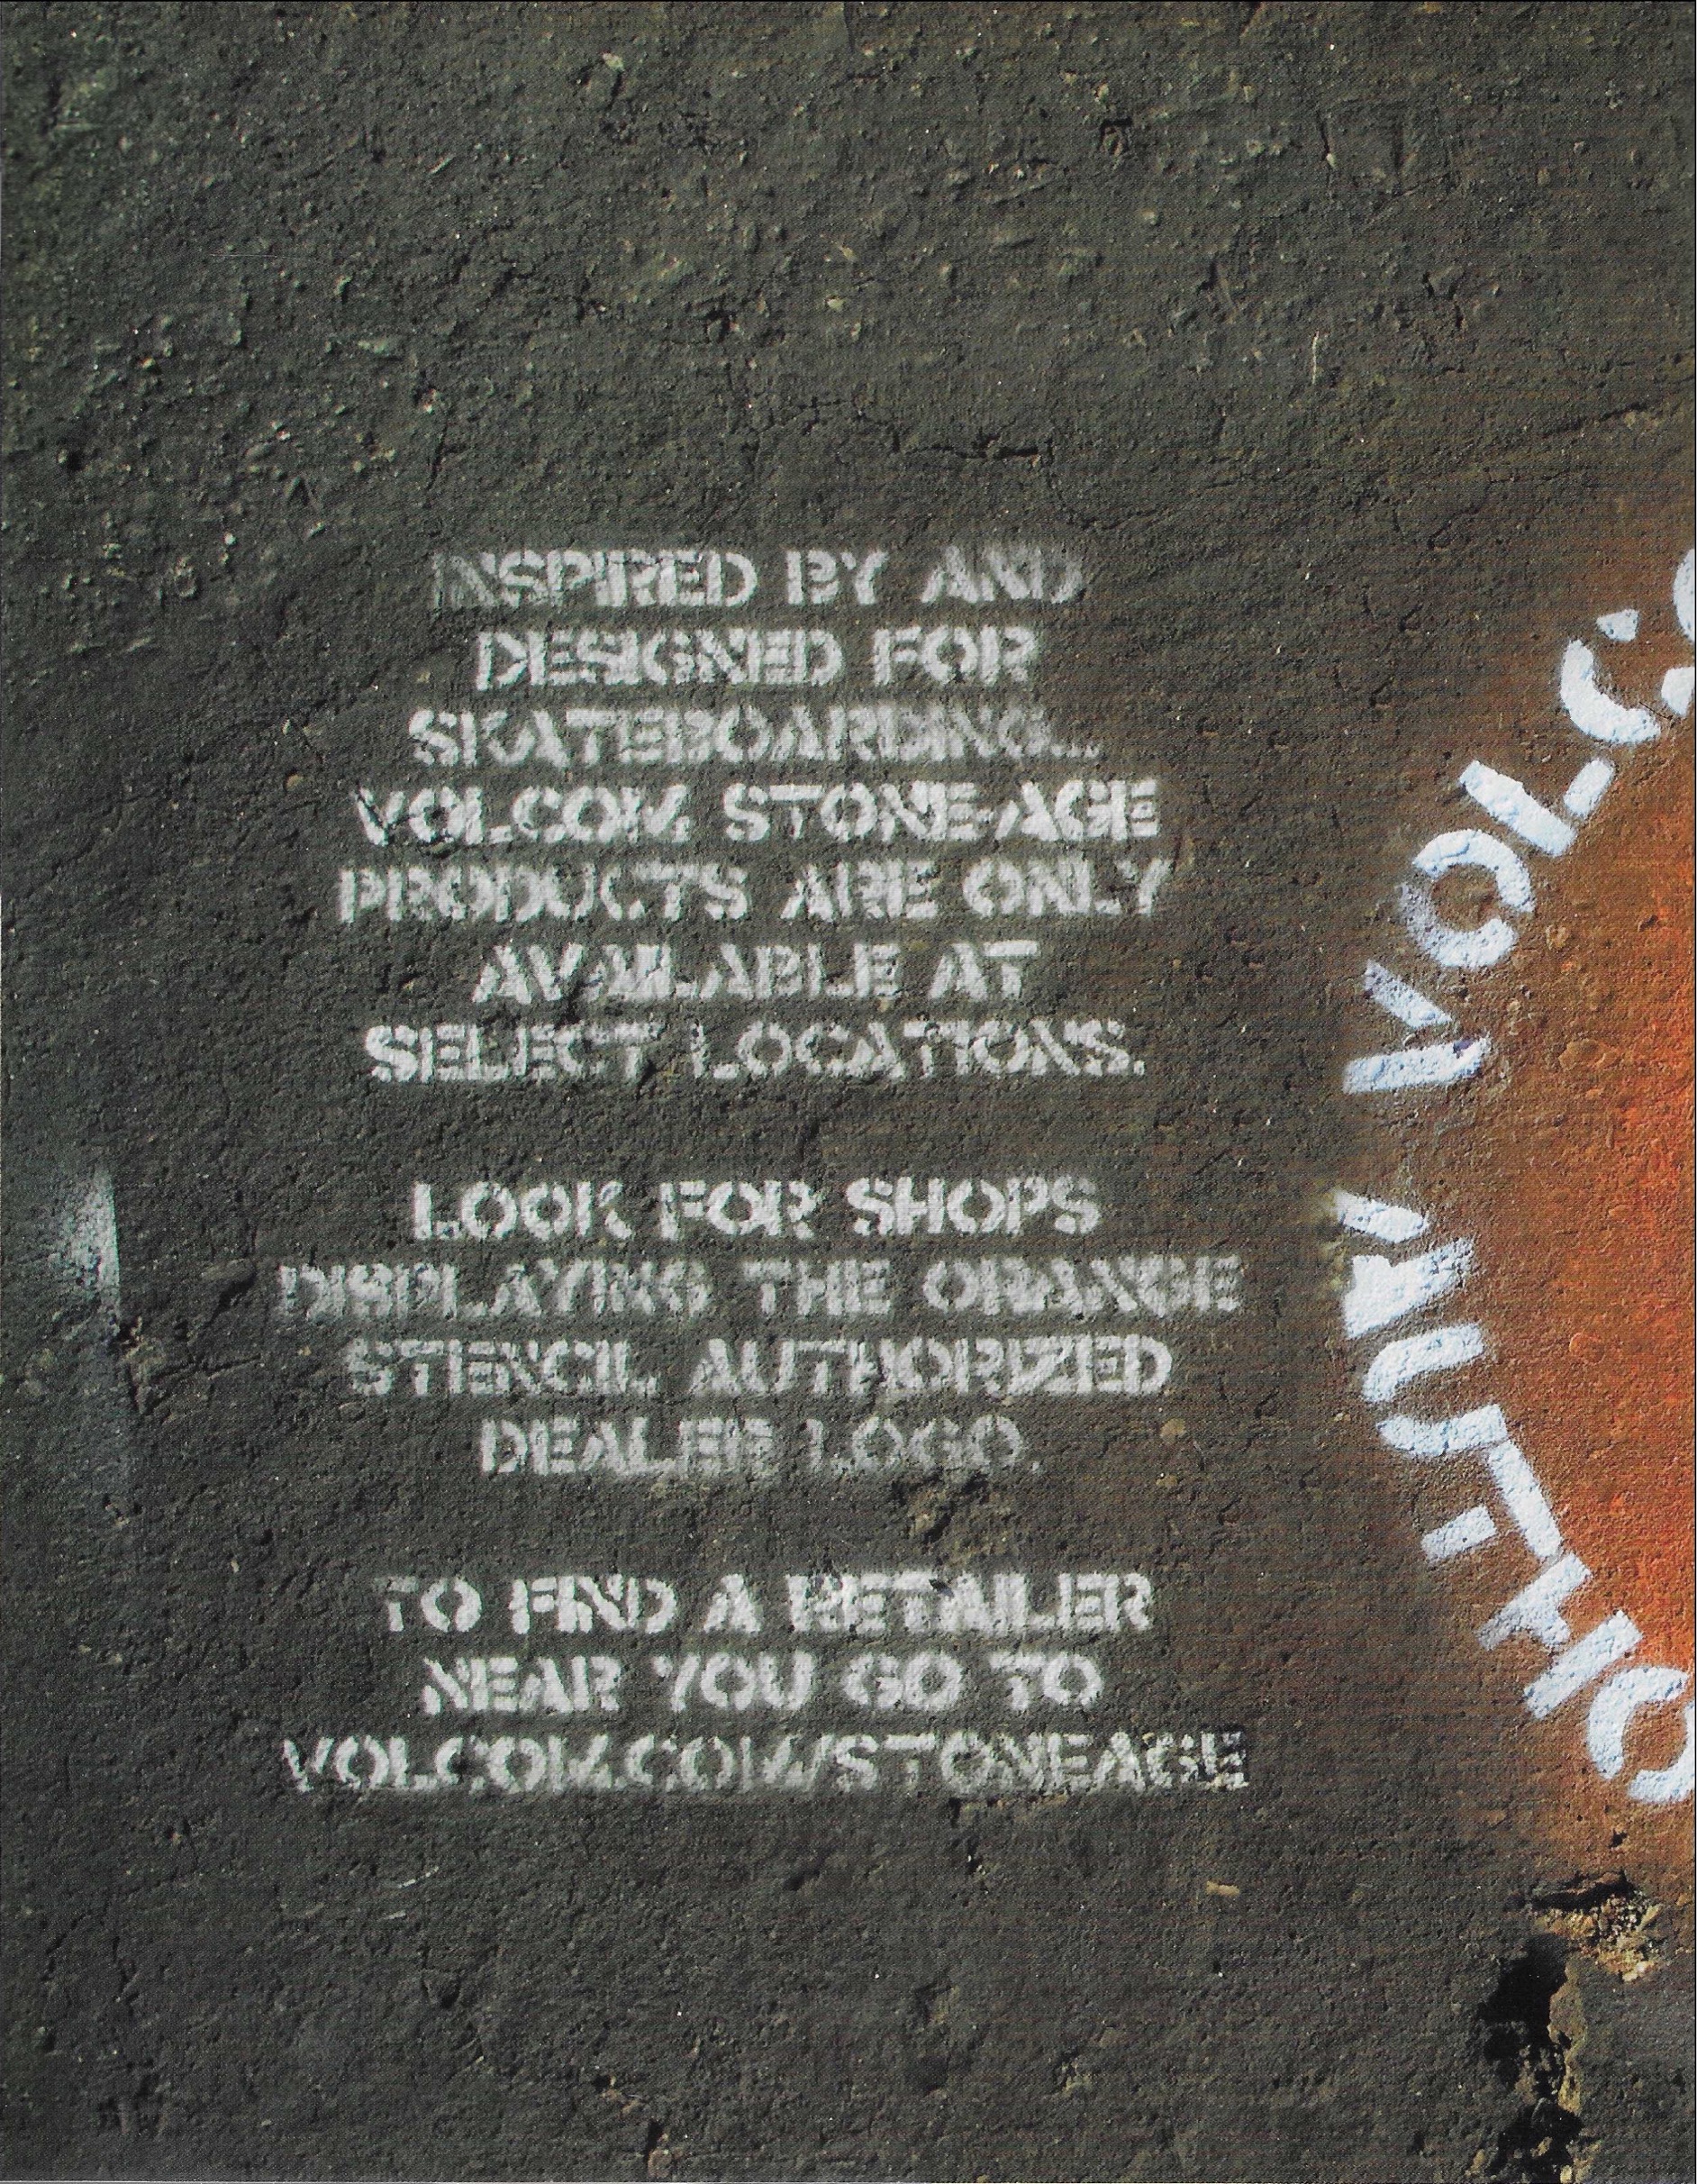 INSPIRED BY AND
DESIGNED FOR
SKATEBOARDING...
VOLCOM STONE-AGE
PRODUCTS ARE ONLY
AVAILABLE AT
SELECT LOCATIONS.
LOOK FOR SHOPS
DISPLAYING THE ORANGE
STENCIL AUTHORIZED
DEALER LOGO.
TO FIND A RETAILER
NEAR YOU GO TO
VOLCOM.COM/STONEAGE
VOLCO
AUTHO